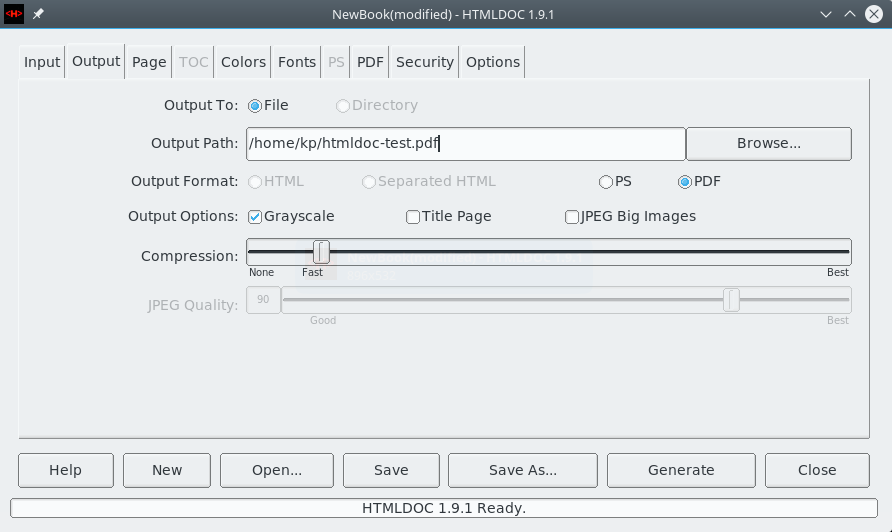 NewBook(modified) - HTMLDOC 1.9.1
Input Output Page TOC Colors Fonts PS PDF Security Options
Output To: File Directory
Output Path: /home/kp/htmldoc-test.pdf Browse...
Output Format: HTML Separated HTML PS PDF
Output Options: Grayscale Title Page JPEG Big Images
Compression:
None Fast Best
JPEG Quality: 90
Good Best
Help New Open... Save Save As... Generate Close
HTMLDOC 1.9.1 Ready.